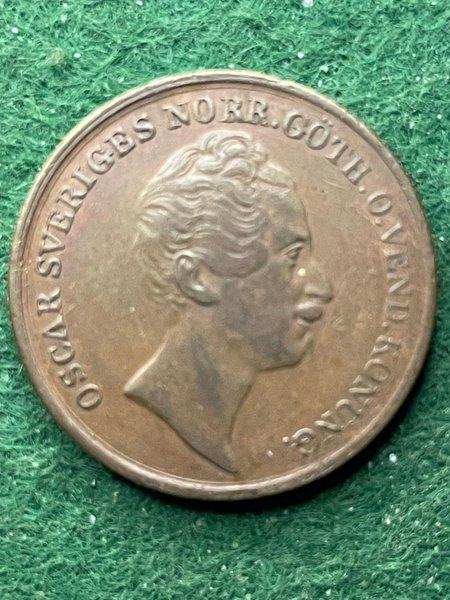 OSCAR SVERIGES NORR. GÖTH. O. VEND. KONUNG.